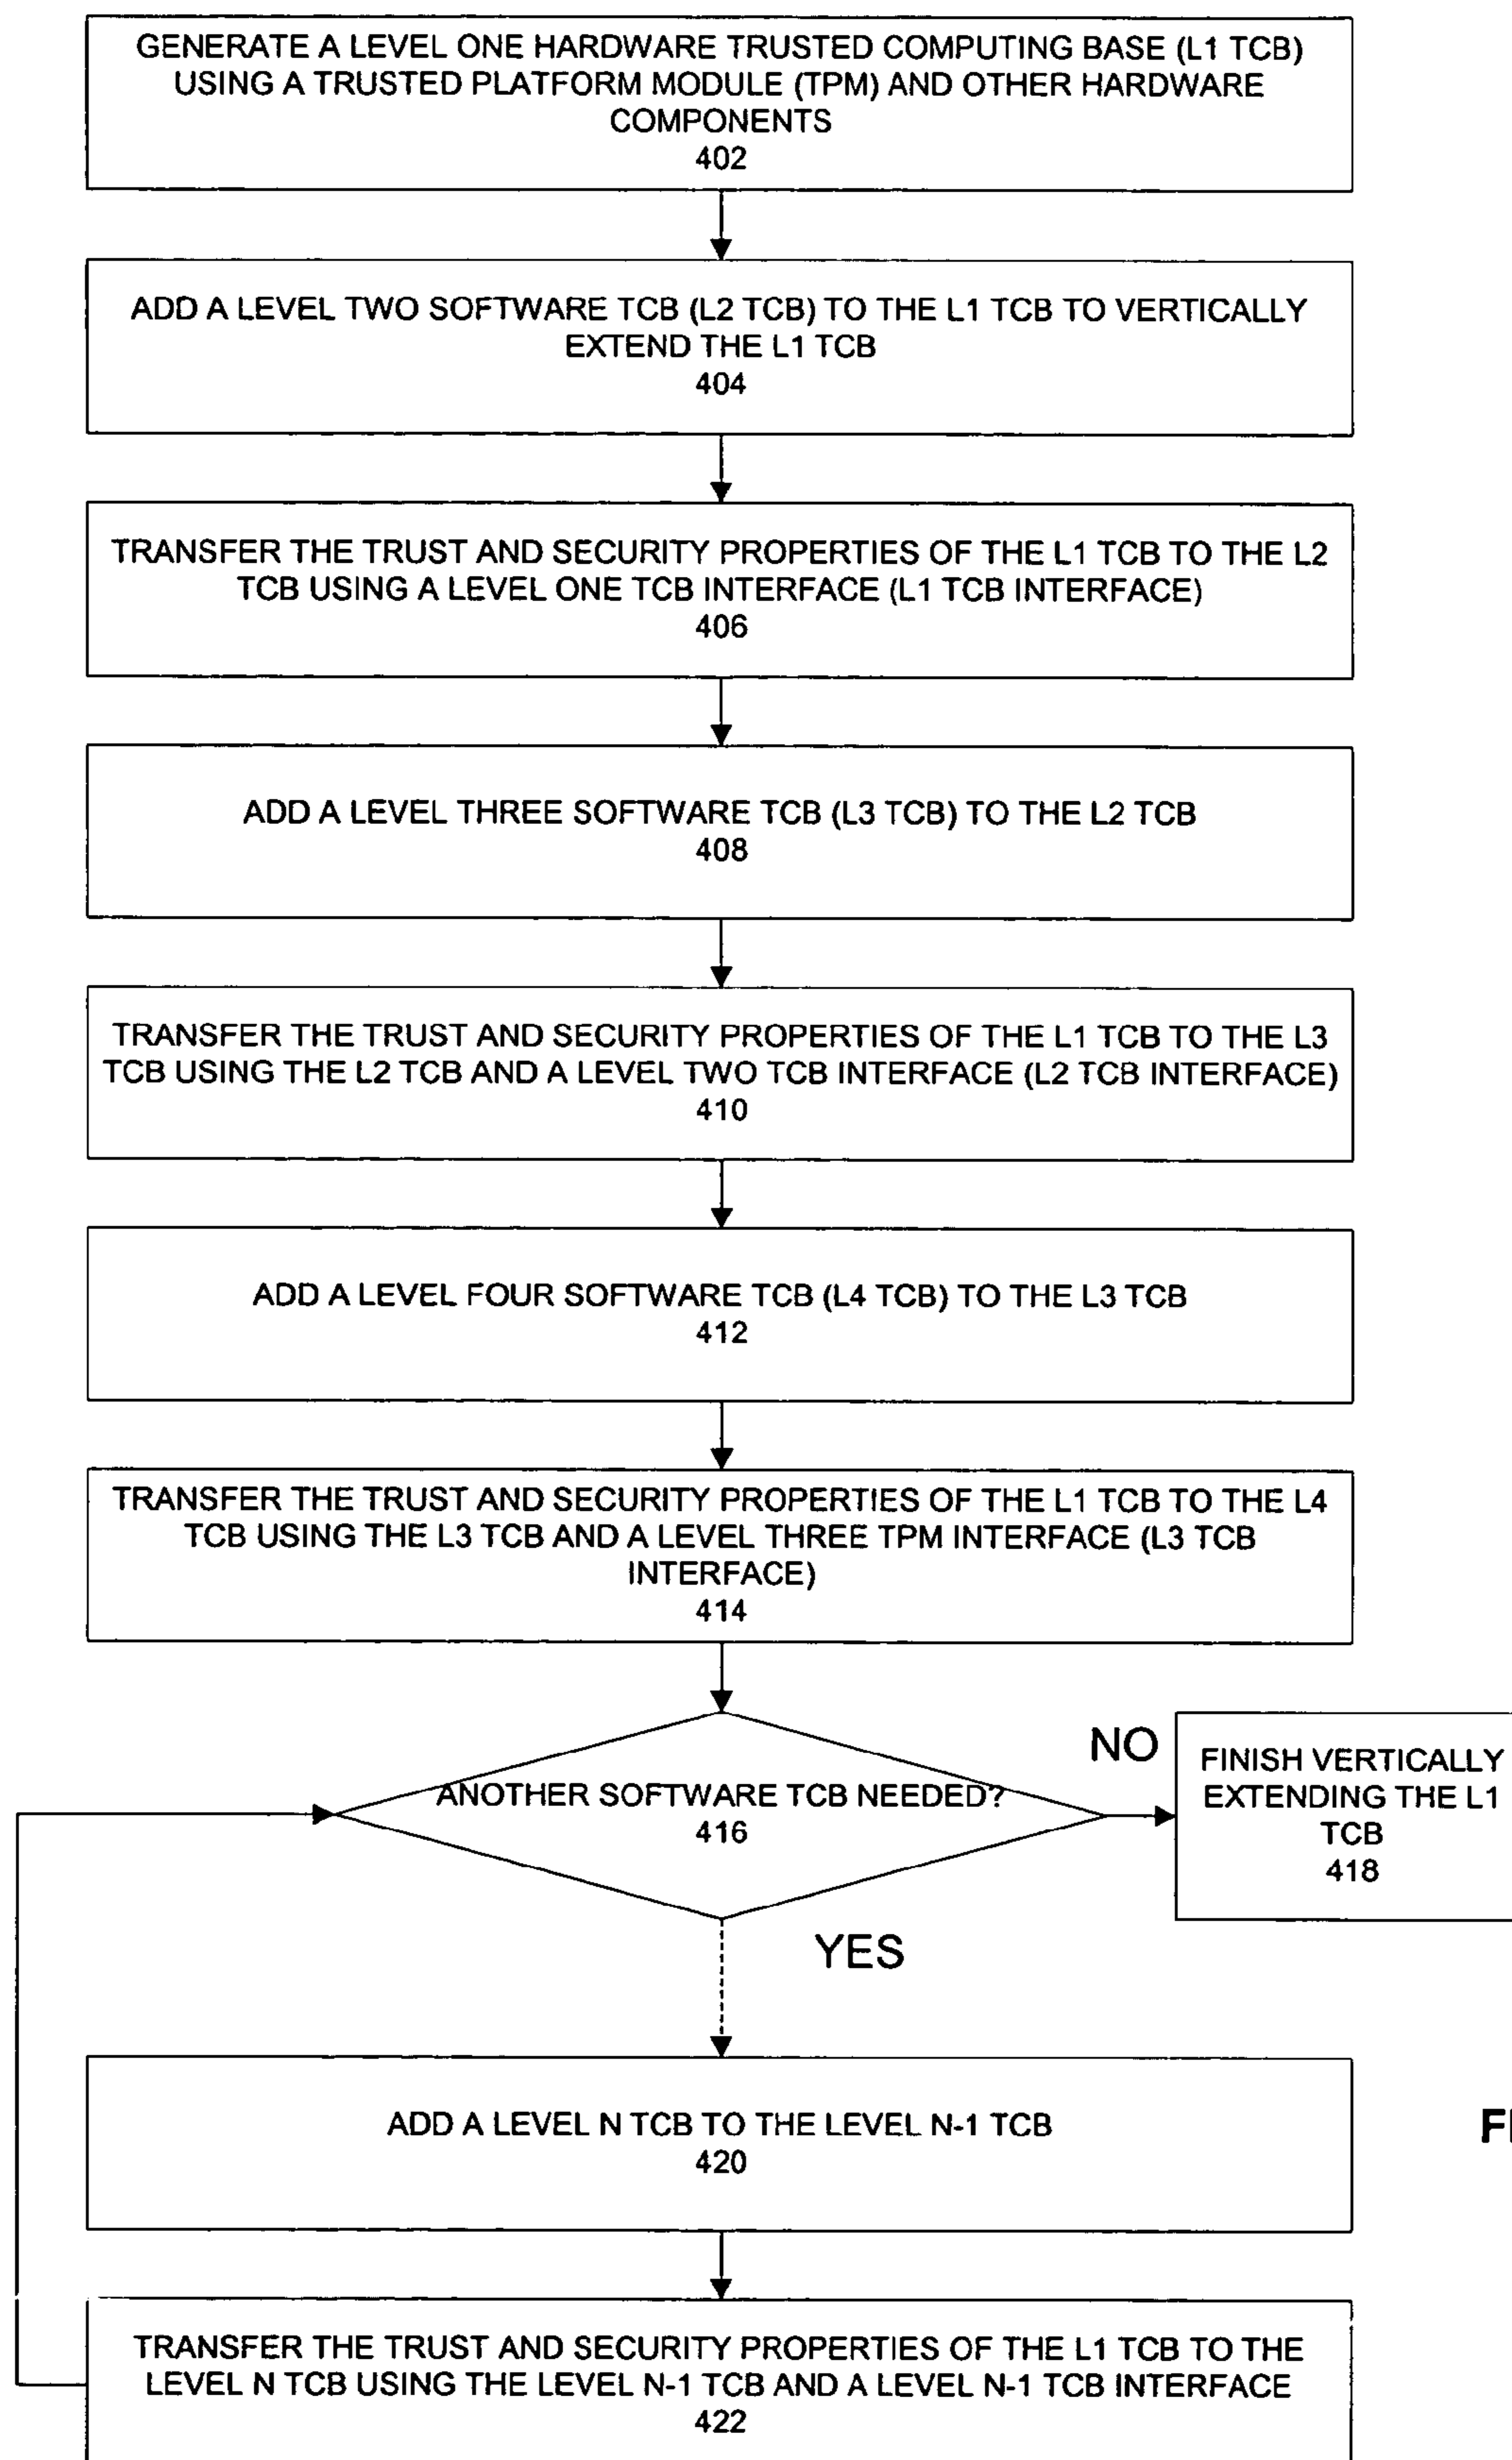 GENERATE A LEVEL ONE HARDWARE TRUSTED COMPUTING BASE (L1 TCB)
USING A TRUSTED PLATFORM MODULE (TPM) AND OTHER HARDWARE
COMPONENTS
402
ADD A LEVEL TWO SOFTWARE TCB (L2 TCB) TO THE L1 TCB TO VERTICALLY
EXTEND THE L1 TCB
404
TRANSFER THE TRUST AND SECURITY PROPERTIES OF THE L1 TCB TO THE L2
TCB USING A LEVEL ONE TCB INTERFACE (L1 TCB INTERFACE)
406
ADD A LEVEL THREE SOFTWARE TCB (L3 TCB) TO THE L2 TCB
408
TRANSFER THE TRUST AND SECURITY PROPERTIES OF THE L1 TCB TO THE L3
TCB USING THE L2 TCB AND A LEVEL TWO TCB INTERFACE (L2 TCB INTERFACE)
410
ADD A LEVEL FOUR SOFTWARE TCB (L4 TCB) TO THE L3 TCB
412
TRANSFER THE TRUST AND SECURITY PROPERTIES OF THE L1 TCB TO THE L4
TCB USING THE L3 TCB AND A LEVEL THREE TPM INTERFACE (L3 TCB
INTERFACE)
414
ANOTHER SOFTWARE TCB NEEDED?
416
NO
FINISH VERTICALLY
EXTENDING THE L1
TCB
418
YES
ADD A LEVEL N TCB TO THE LEVEL N-1 TCB
420
TRANSFER THE TRUST AND SECURITY PROPERTIES OF THE L1 TCB TO THE
LEVEL N TCB USING THE LEVEL N-1 TCB AND A LEVEL N-1 TCB INTERFACE
422